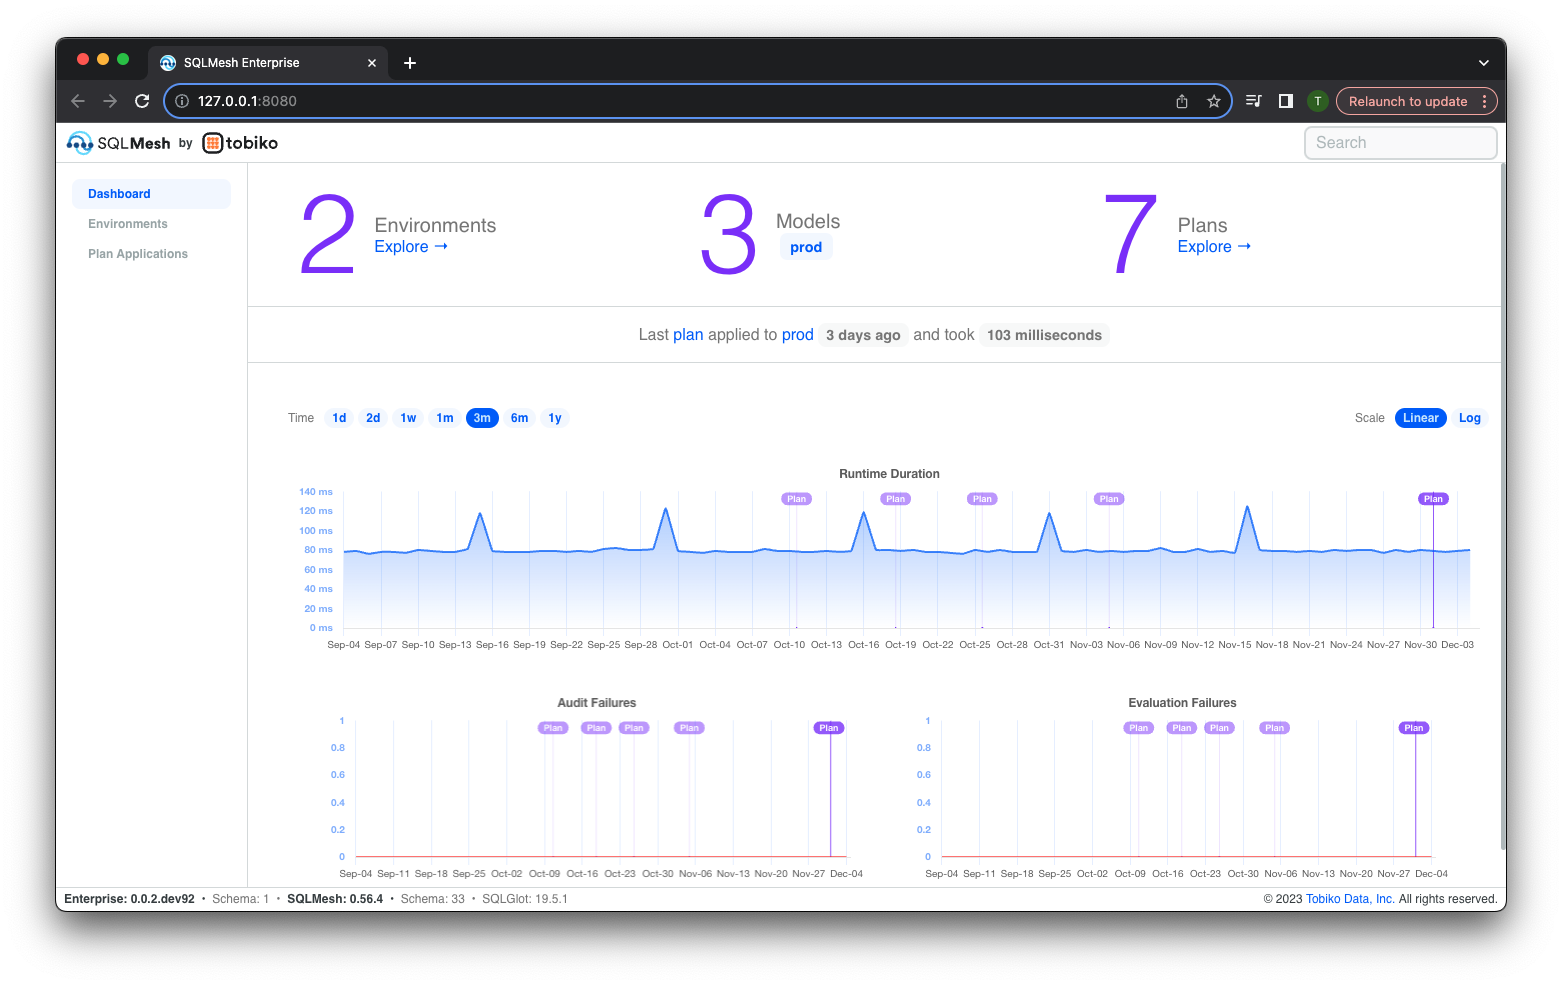 SQLMesh Enterprise
127.0.0.1:8080
T
Relaunch to update
SQLMesh by tobiko
Search
Dashboard
Environments
Plan Applications
2 Environments
Explore →
3 Models
prod
7 Plans
Explore →
Last plan applied to prod 3 days ago and took 103 milliseconds
Time 1d 2d 1w 1m 3m 6m 1y
Scale Linear Log
Runtime Duration
Plan Plan Plan Plan Plan
140 ms
120 ms
100 ms
80 ms
60 ms
40 ms
20 ms
0 ms
Sep-04 Sep-07 Sep-10 Sep-13 Sep-16 Sep-19 Sep-22 Sep-25 Sep-28 Oct-01 Oct-04 Oct-07 Oct-10 Oct-13 Oct-16 Oct-19 Oct-22 Oct-25 Oct-28 Oct-31 Nov-03 Nov-06 Nov-09 Nov-12 Nov-15 Nov-18 Nov-21 Nov-24 Nov-27 Nov-30 Dec-03
Audit Failures
Plan Plan Plan Plan Plan
1
0.8
0.6
0.4
0.2
0
Sep-04 Sep-11 Sep-18 Sep-25 Oct-02 Oct-09 Oct-16 Oct-23 Oct-30 Nov-06 Nov-13 Nov-20 Nov-27 Dec-04
Evaluation Failures
Plan Plan Plan Plan Plan
1
0.8
0.6
0.4
0.2
0
Sep-04 Sep-11 Sep-18 Sep-25 Oct-02 Oct-09 Oct-16 Oct-23 Oct-30 Nov-06 Nov-13 Nov-20 Nov-27 Dec-04
Enterprise: 0.0.2.dev92 • Schema: 1 • SQLMesh: 0.56.4 • Schema: 33 • SQLGlot: 19.5.1
© 2023 Tobiko Data, Inc. All rights reserved.